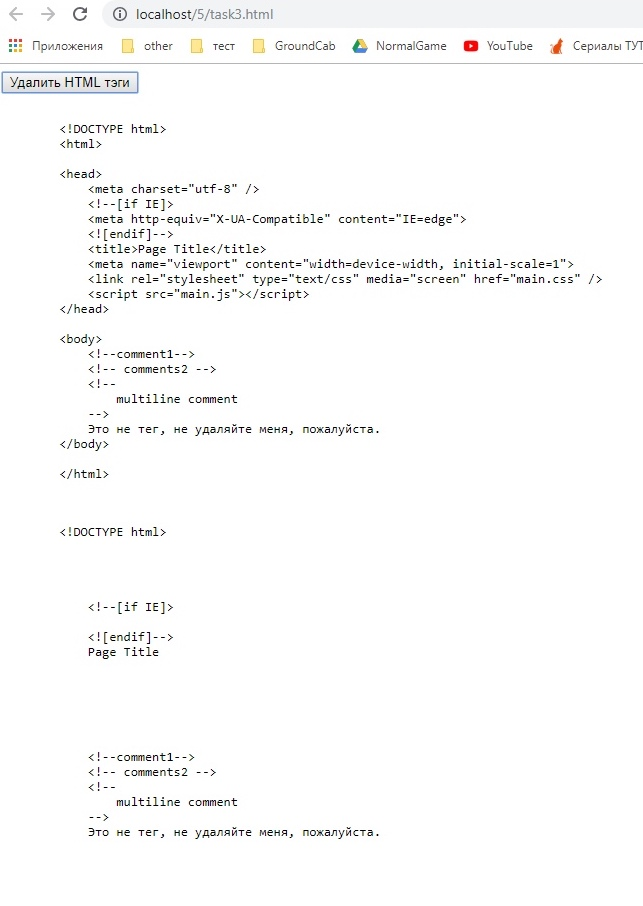 localhost/5/task3.html
Приложения other тест GroundCab NormalGame YouTube Сериалы ТУТ
Удалить HTML тэги
<!DOCTYPE html>
<html>
<head>
<meta charset="utf-8" />
<!--[if IE]>
<meta http-equiv="X-UA-Compatible" content="IE=edge">
<![endif]-->
<title>Page Title</title>
<meta name="viewport" content="width=device-width, initial-scale=1">
<link rel="stylesheet" type="text/css" media="screen" href="main.css" />
<script src="main.js"></script>
</head>
<body>
<!--comment1-->
<!-- comments2 -->
<!--
multiline comment
-->
Это не тег, не удаляйте меня, пожалуйста.
</body>
</html>
<!DOCTYPE html>
<!--[if IE]>
<![endif]-->
Page Title
<!--comment1-->
<!-- comments2 -->
<!--
multiline comment
-->
Это не тег, не удаляйте меня, пожалуйста.